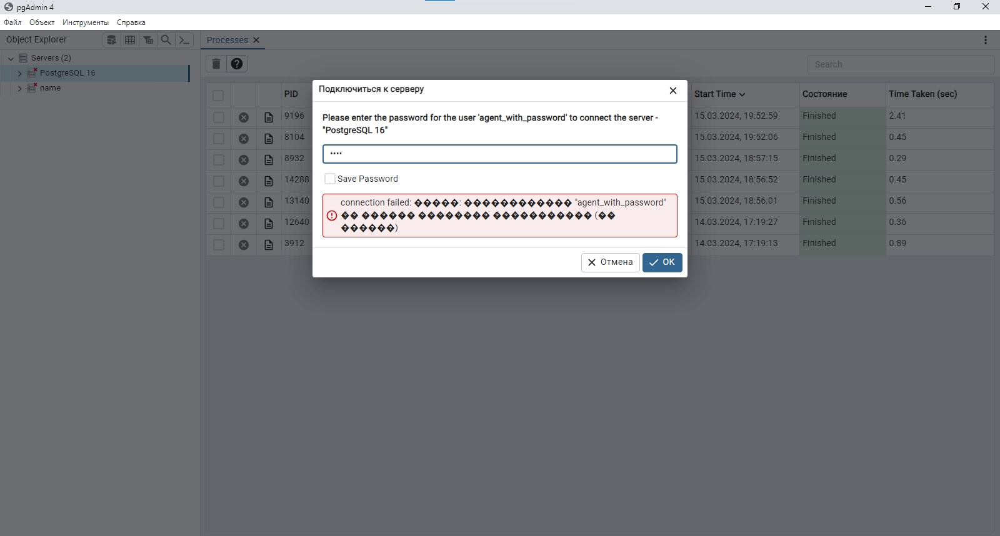 pgAdmin 4
Файл Объект Инструменты Справка
Object Explorer
Processes
Servers (2)
PostgreSQL 16
name
Search
PID Start Time Состояние Time Taken (sec)
9196 15.03.2024, 19:52:59 Finished 2.41
8104 15.03.2024, 19:52:06 Finished 0.45
8932 15.03.2024, 18:57:15 Finished 0.29
14288 15.03.2024, 18:56:52 Finished 0.45
13140 15.03.2024, 18:56:01 Finished 0.56
12640 14.03.2024, 17:19:27 Finished 0.36
3912 14.03.2024, 17:19:13 Finished 0.89
Подключиться к серверу
Please enter the password for the user 'agent_with_password' to connect the server -
"PostgreSQL 16"
••••
Save Password
connection failed: �����: ������������ "agent_with_password"
�� ������ �������� ����������� (��
������)
Отмена
OK